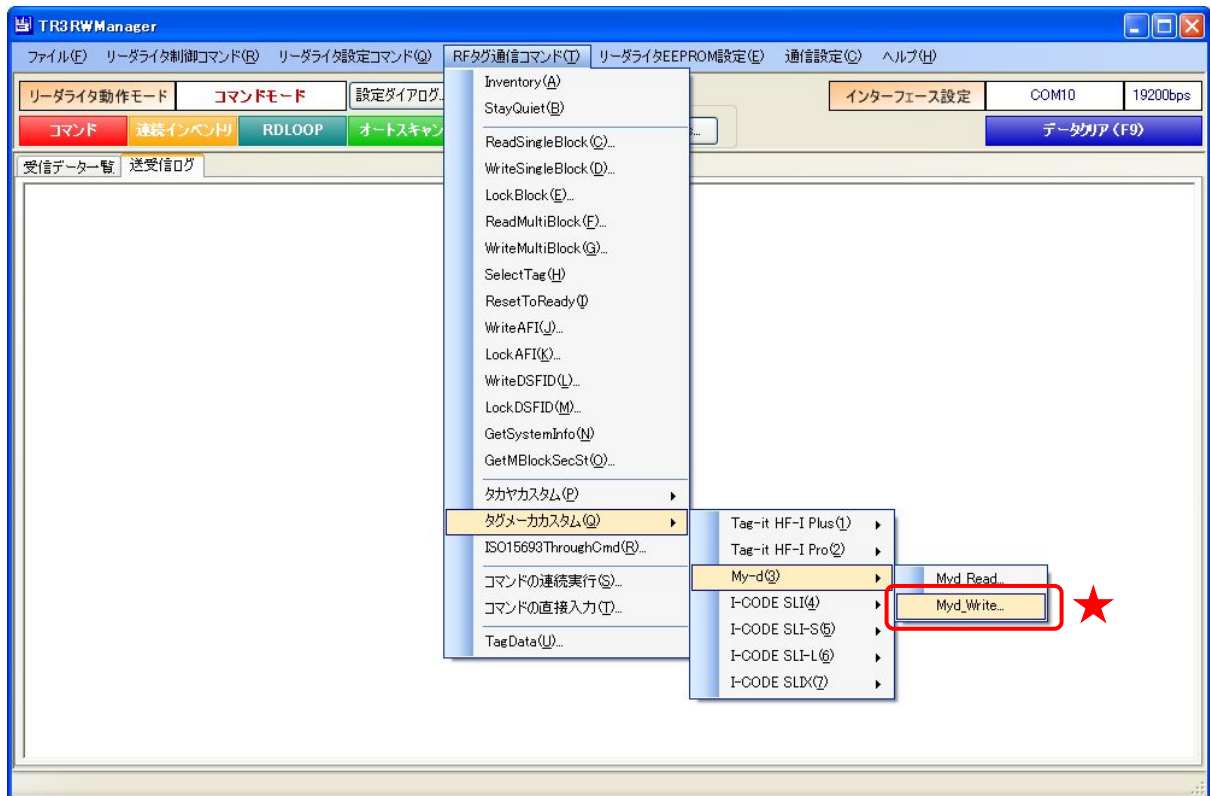 TR3RWManager
ファイル(F) リーダライタ制御コマンド(R) リーダライタ設定コマンド(Q) RFタグ通信コマンド(T) リーダライタEEPROM設定(E) 通信設定(C) ヘルプ(H)
リーダライタ動作モード コマンドモード 設定ダイアログ.. インターフェース設定 COM10 19200bps
コマンド 連続インベントリ RDLOOP オートスキャン データクリア(F9)
受信データ一覧 送受信ログ
Inventory(A)
StayQuiet(B)
ReadSingleBlock(C)...
WriteSingleBlock(D)...
LockBlock(E)...
ReadMultiBlock(F)...
WriteMultiBlock(G)...
SelectTag(H)
ResetToReady(I)
WriteAFI(J)...
LockAFI(K)...
WriteDSFID(L)...
LockDSFID(M)...
GetSystemInfo(N)
GetMBlockSecSt(O)...
タカヤカスタム(P)
タグメーカカスタム(Q)
ISO15693ThroughCmd(R)...
コマンドの連続実行(S)...
コマンドの直接入力(T)...
TagData(U)...
Tag-it HF-I Plus(1)
Tag-it HF-I Pro(2)
My-d(3)
I-CODE SLI(4)
I-CODE SLI-S(5)
I-CODE SLI-L(6)
I-CODE SLIX(7)
Myd_Read...
Myd_Write...